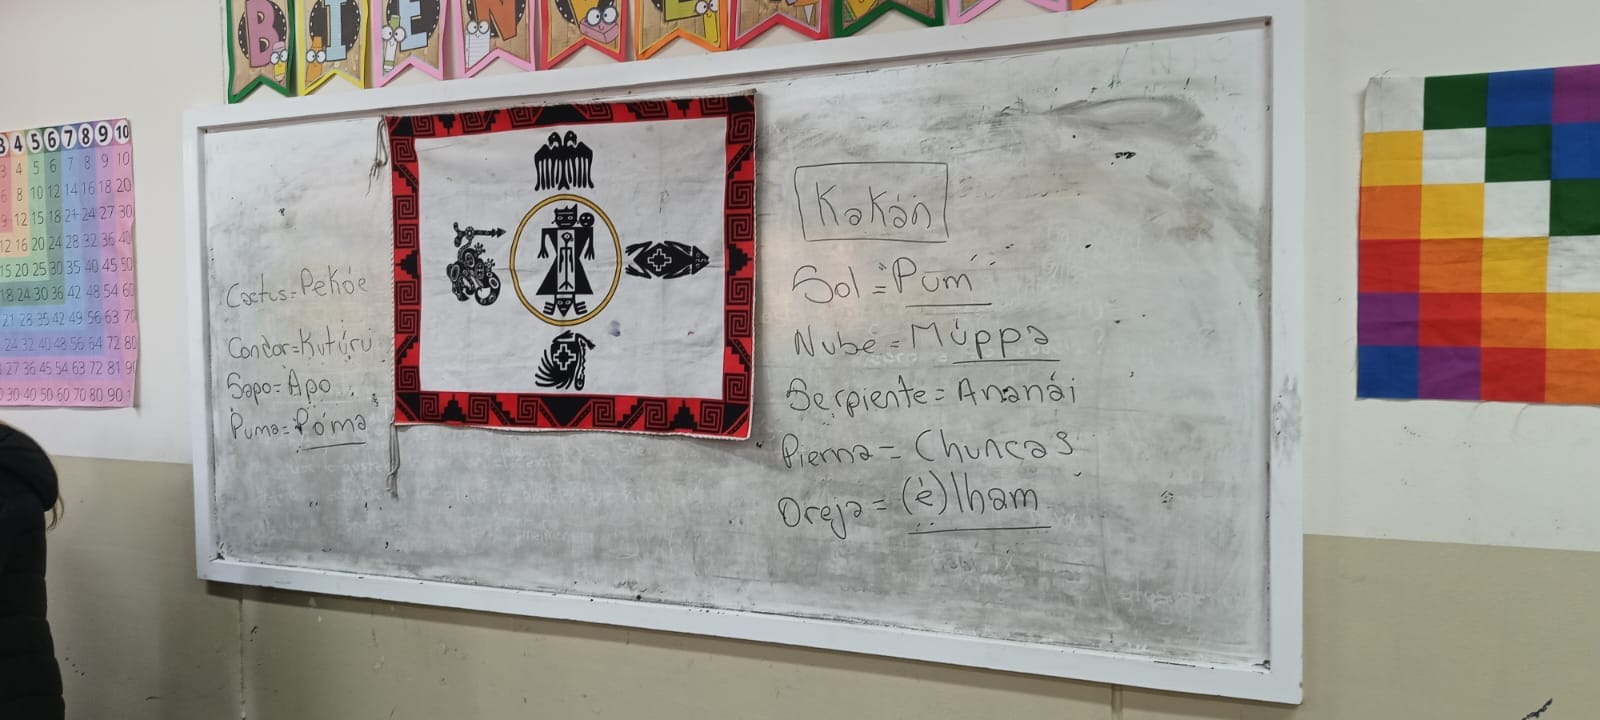 BIENVE
3 4 5 6 7 8 9 10
3 4 5 6 7 8 9 10
6 8 10 12 14 16 18 20
9 12 15 18 21 24 27 30
12 16 20 24 28 32 36 40
15 20 25 30 35 40 45 50
18 24 30 36 42 48 54 60
21 28 35 42 49 56 63 70
24 32 40 48 56 64 72 80
27 36 45 54 63 72 81 90
30 40 50 60 70 80 90
Cactus=Pekóe
Condor=Kutúrú
Sapo=Apo
Puma=Póma
Kakán
Sol = Pum
Nube = Múppa
Serpiente = Ananái
Pierna = Chuncas
Oreja = (é)lham